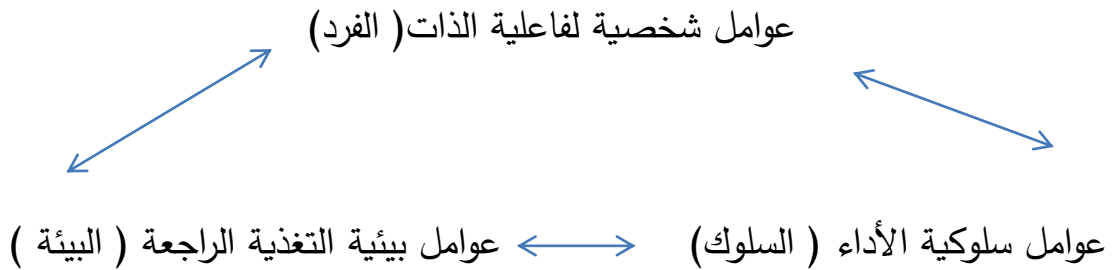 عوامل شخصية لفاعلية الذات( الفرد)
عوامل سلوكية الأداء ( السلوك)
عوامل بيئية التغذية الراجعة ( البيئة )